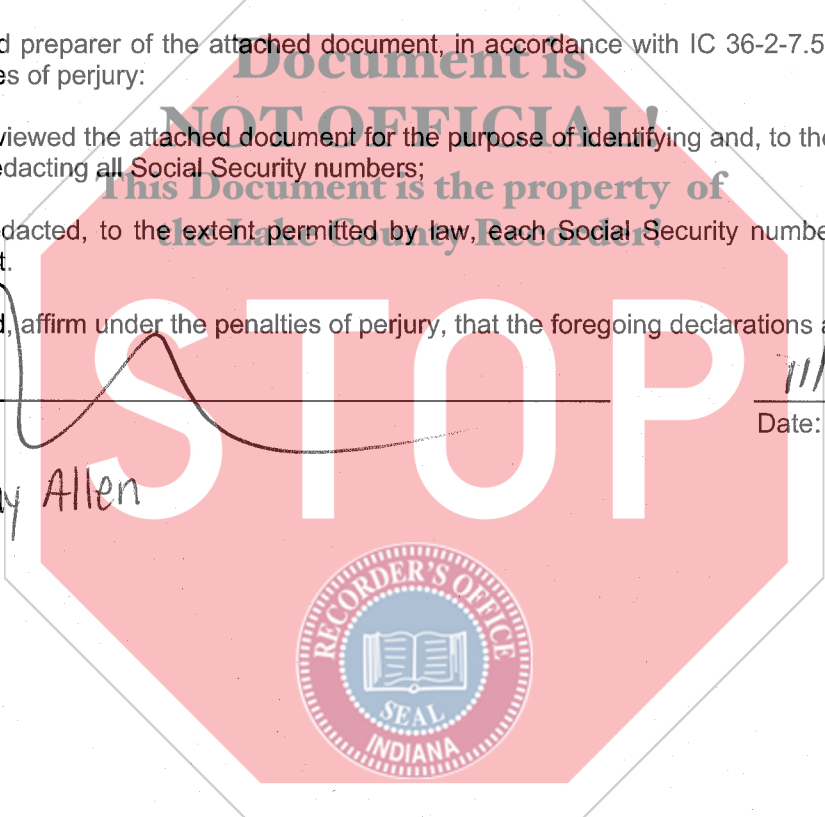 d preparer of the attached document, in accordance with IC 36-2-7.5
es of perjury:
Document is
NOT OFFICIAL!
viewed the attached document for the purpose of identifying and, to the
edacting all Social Security numbers;
This Document is the property of
the Lake County Recorder!
dacted, to the extent permitted by law, each Social Security numbe
t.
d, affirm under the penalties of perjury, that the foregoing declarations a
STOP
11/
Date:
y Allen
RECORDER'S OFFICE
SEAL
INDIANA